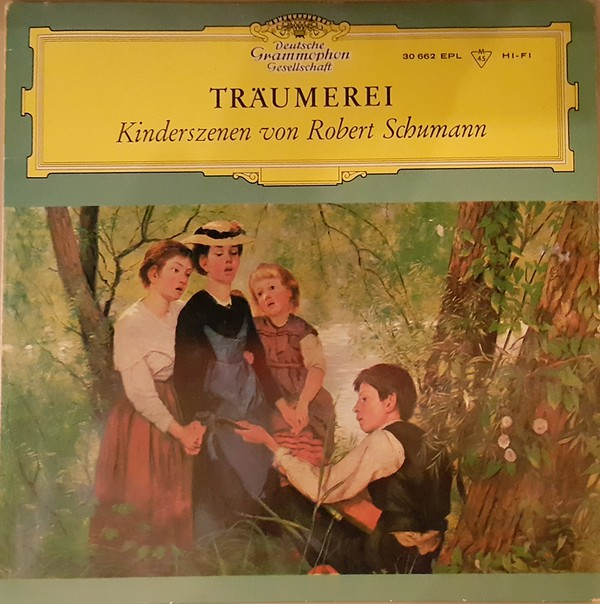 Deutsche
Grammophon
Gesellschaft
30 662 EPL
M
45
HI-FI
TRÄUMEREI
Kinderszenen von Robert Schumann